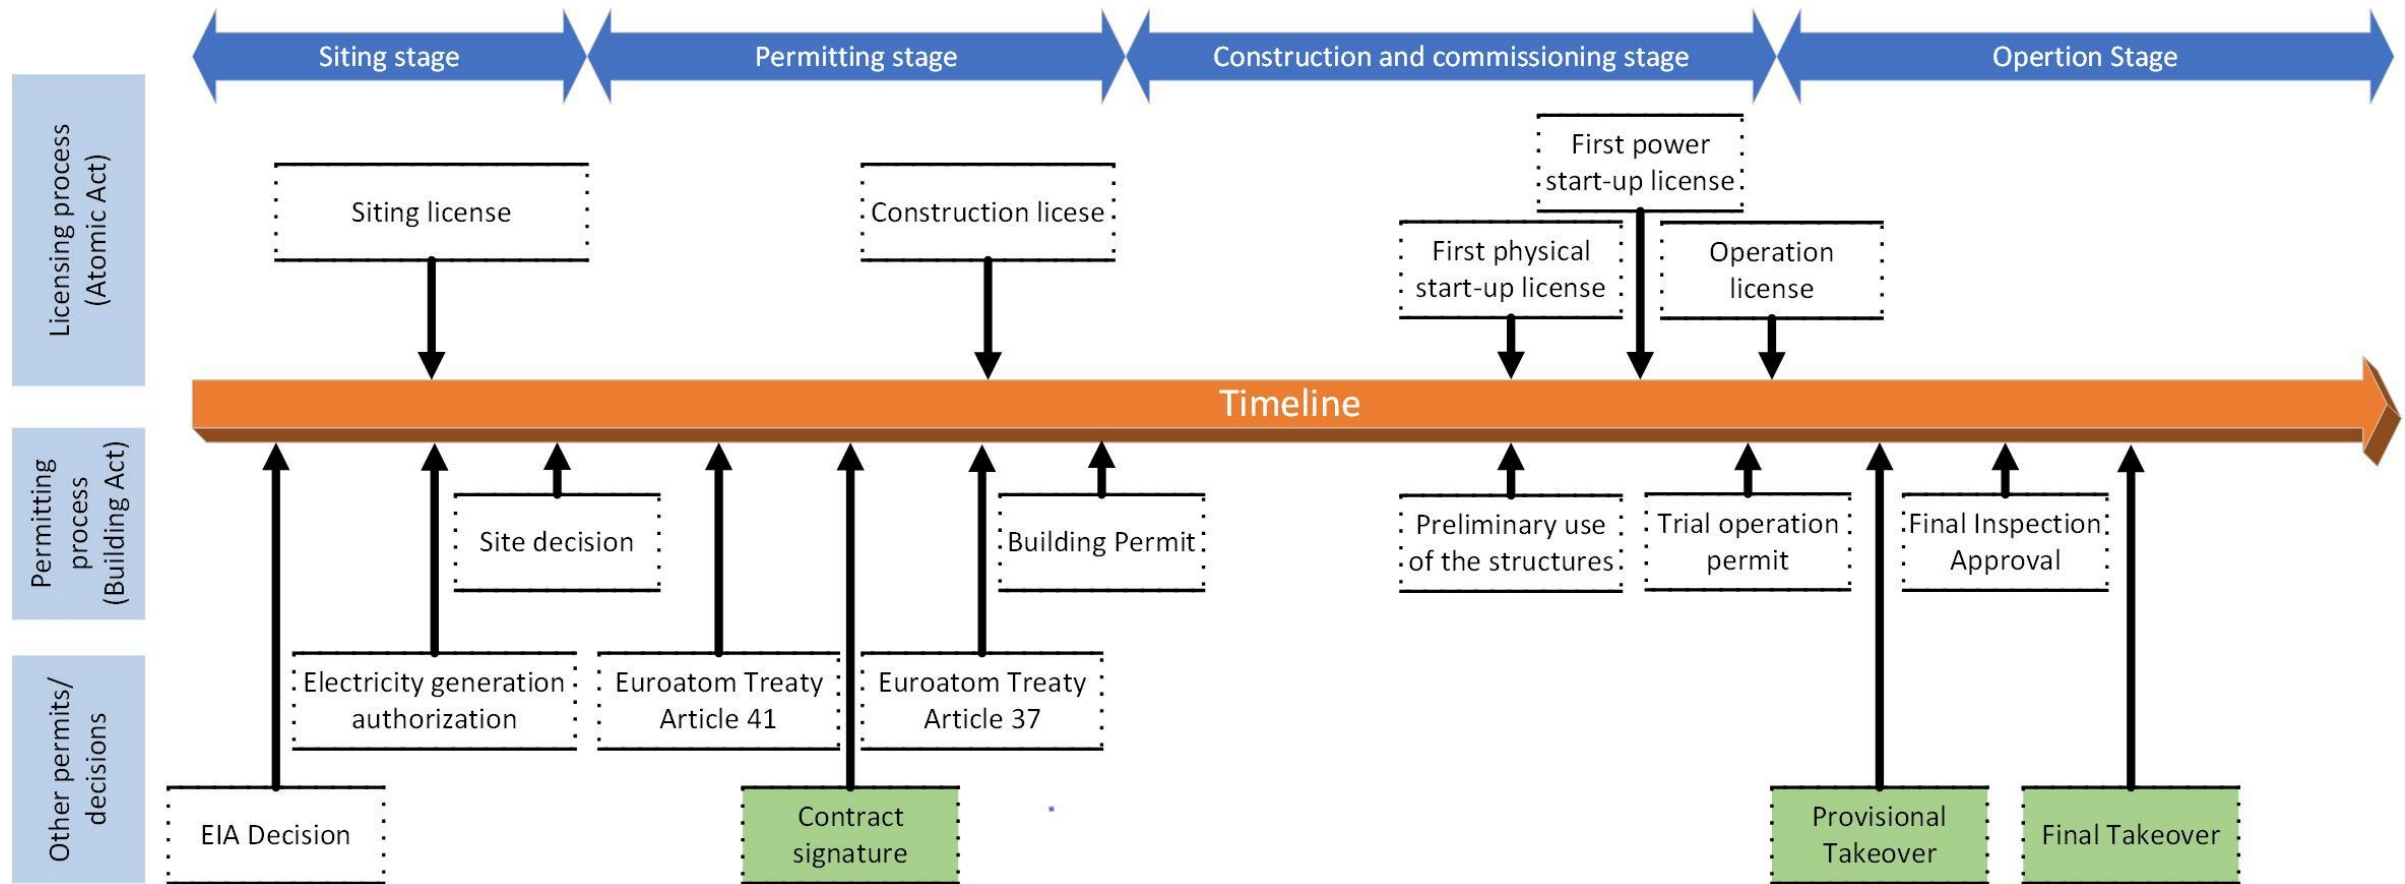 Siting stage
Permitting stage
Construction and commissioning stage
Opertion Stage
Licensing process
(Atomic Act)
Siting license
Construction licese
First power
start-up license
First physical
start-up license
Operation
license
Timeline
Permitting
process
(Building Act)
Site decision
Building Permit
Preliminary use
of the structures
Trial operation
permit
Final Inspection
Approval
Other permits/
decisions
Electricity generation
authorization
Euroatom Treaty
Article 41
Euroatom Treaty
Article 37
EIA Decision
Contract
signature
Provisional
Takeover
Final Takeover